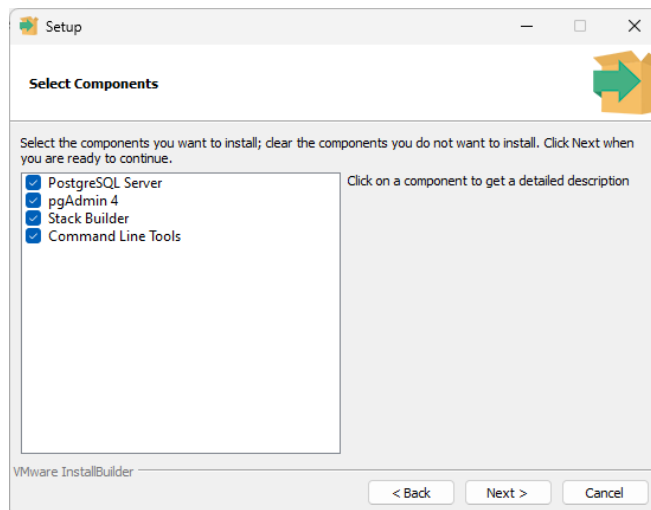 Setup
Select Components
Select the components you want to install; clear the components you do not want to install. Click Next when
you are ready to continue.
PostgreSQL Server
pgAdmin 4
Stack Builder
Command Line Tools
Click on a component to get a detailed description
VMware InstallBuilder
< Back
Next >
Cancel